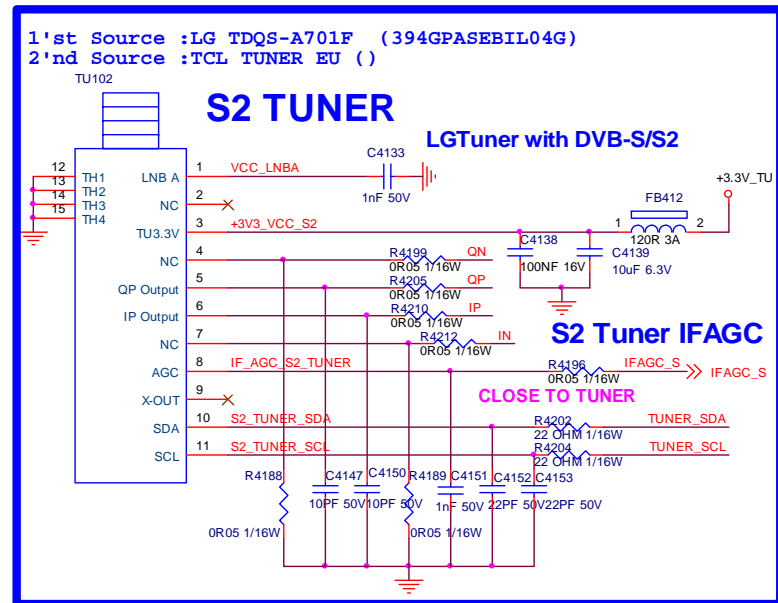 1'st Source :LG TDQS-A701F (394GPASEBIL04G)
2'nd Source :TCL TUNER EU ()
TU102
S2 TUNER
LGTuner with DVB-S/S2
C4133
1nF 50V
+3.3V_TU
FB412
1 2
120R 3A
12 TH1
13 TH2
14 TH3
15 TH4
LNB A 1 VCC_LNBA
NC 2
TU3.3V 3 +3V3_VCC_S2
NC 4
QP Output 5
IP Output 6
NC 7
AGC 8 IF_AGC_S2_TUNER
X-OUT 9
SDA 10 S2_TUNER_SDA
SCL 11 S2_TUNER_SCL
C4138
100NF 16V
C4139
10uF 6.3V
R4199 QN
0R05 1/16W
R4205 QP
0R05 1/16W
R4210 IP
0R05 1/16W
R4212 IN
0R05 1/16W
S2 Tuner IFAGC
R4196 IFAGC_S IFAGC_S
0R05 1/16W
CLOSE TO TUNER
R4202 TUNER_SDA
22 OHM 1/16W
R4204 TUNER_SCL
22 OHM 1/16W
R4188
0R05 1/16W
C4147
10PF 50V
C4150
10PF 50V
R4189
0R05 1/16W
C4151
1nF 50V
C4152
22PF 50V
C4153
22PF 50V